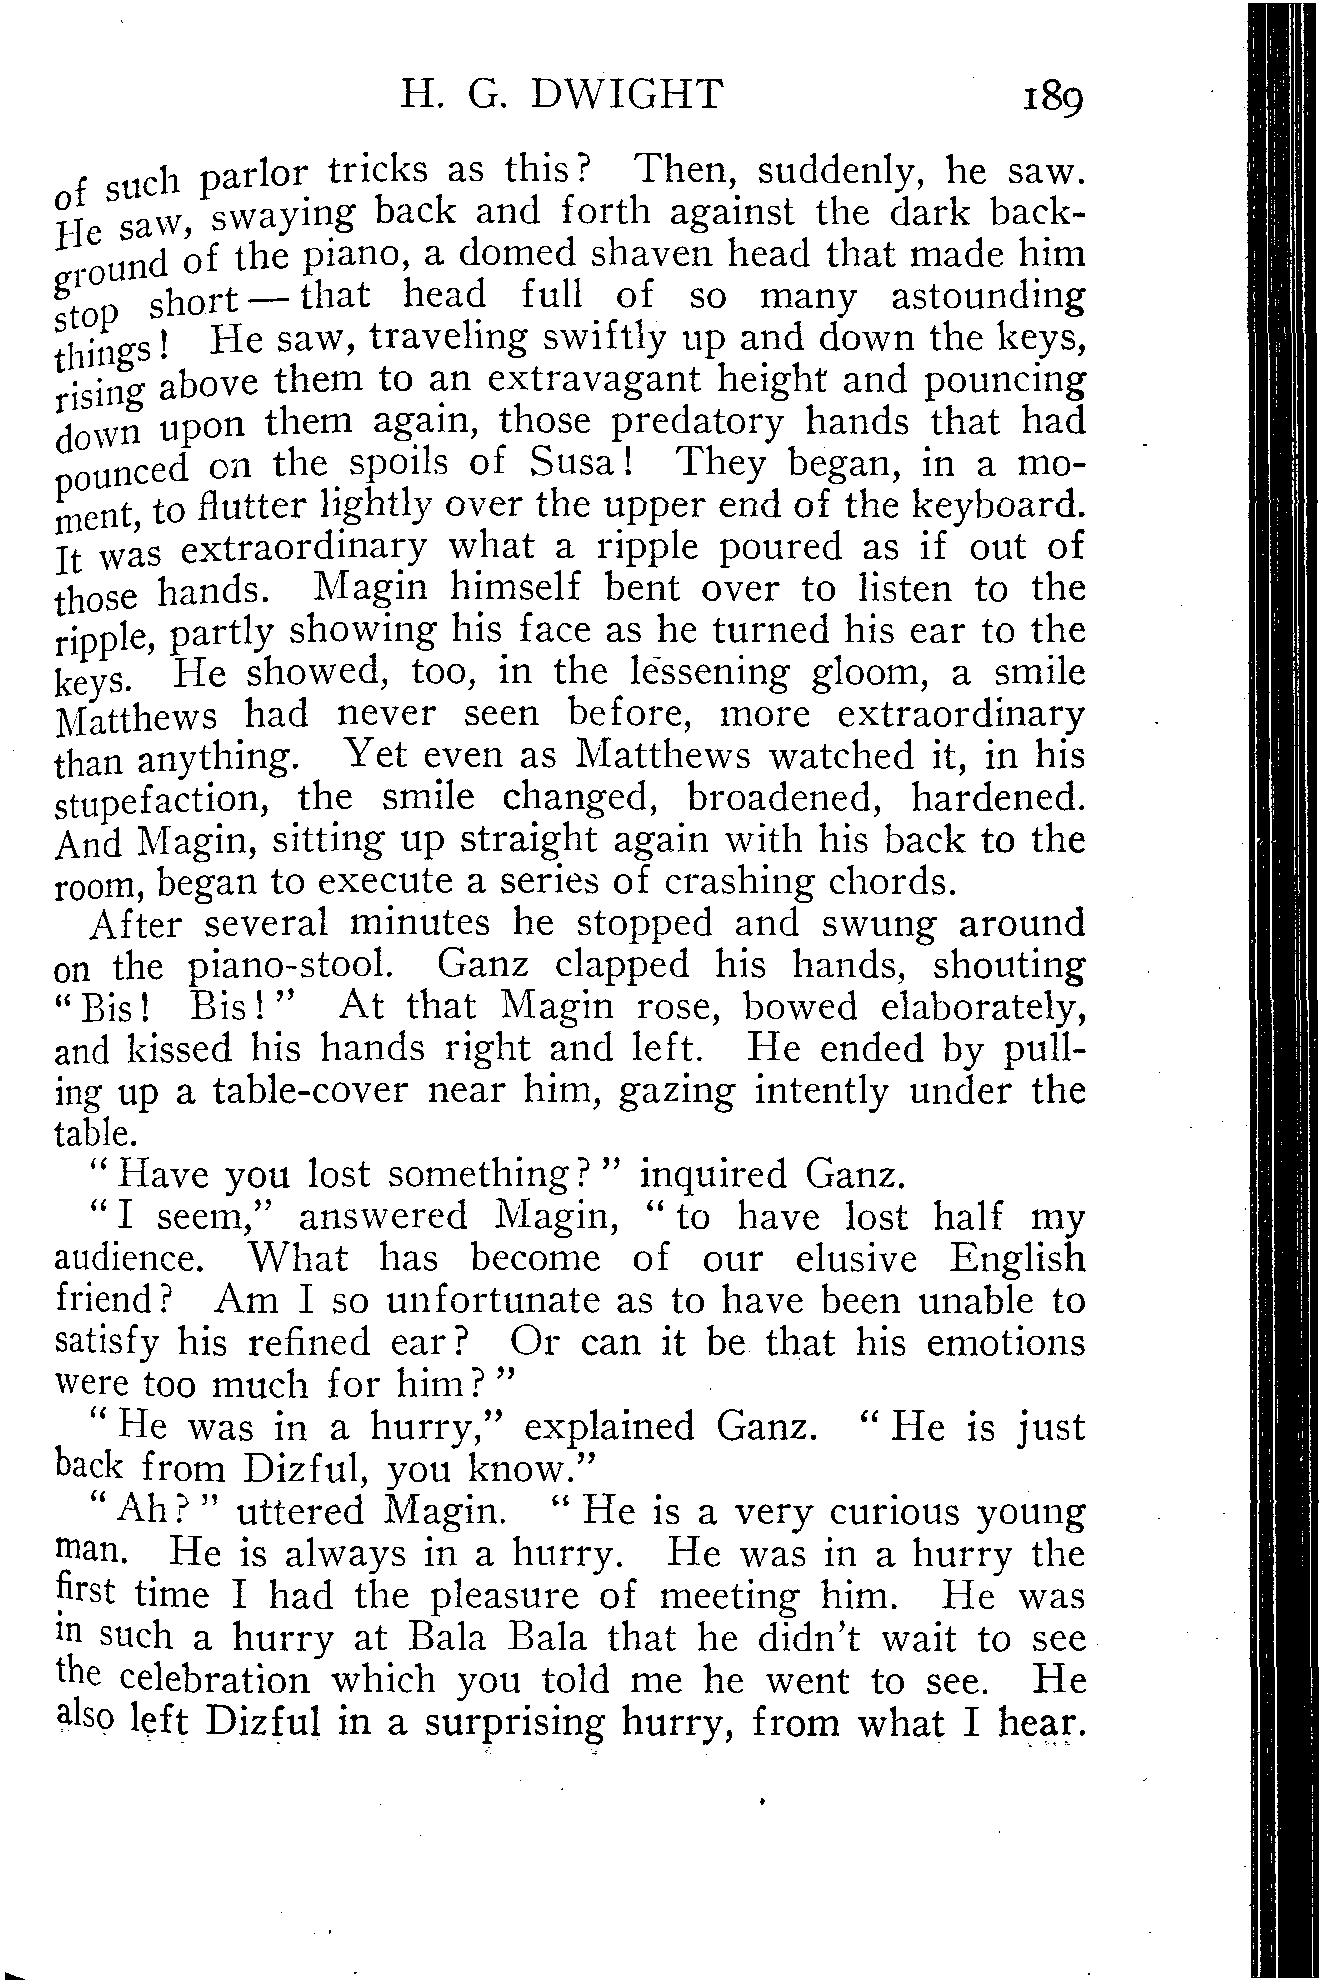 H. G. DWIGHT 189
of such parlor tricks as this? Then, suddenly, he saw.
He saw, swaying back and forth against the dark back-
ground of the piano, a domed shaven head that made him
stop short — that head full of so many astounding
things! He saw, traveling swiftly up and down the keys,
rising above them to an extravagant height and pouncing
down upon them again, those predatory hands that had
pounced on the spoils of Susa! They began, in a mo-
ment, to flutter lightly over the upper end of the keyboard.
It was extraordinary what a ripple poured as if out of
those hands. Magin himself bent over to listen to the
ripple, partly showing his face as he turned his ear to the
keys. He showed, too, in the lessening gloom, a smile
Matthews had never seen before, more extraordinary
than anything. Yet even as Matthews watched it, in his
stupefaction, the smile changed, broadened, hardened.
And Magin, sitting up straight again with his back to the
room, began to execute a series of crashing chords.
After several minutes he stopped and swung around
on the piano-stool. Ganz clapped his hands, shouting
"Bis! Bis!" At that Magin rose, bowed elaborately,
and kissed his hands right and left. He ended by pull-
ing up a table-cover near him, gazing intently under the
table.
"Have you lost something?" inquired Ganz.
"I seem," answered Magin, "to have lost half my
audience. What has become of our elusive English
friend? Am I so unfortunate as to have been unable to
satisfy his refined ear? Or can it be that his emotions
were too much for him?"
"He was in a hurry," explained Ganz. "He is just
back from Dizful, you know."
"Ah?" uttered Magin. "He is a very curious young
man. He is always in a hurry. He was in a hurry the
first time I had the pleasure of meeting him. He was
in such a hurry at Bala Bala that he didn't wait to see
the celebration which you told me he went to see. He
also left Dizful in a surprising hurry, from what I hear.